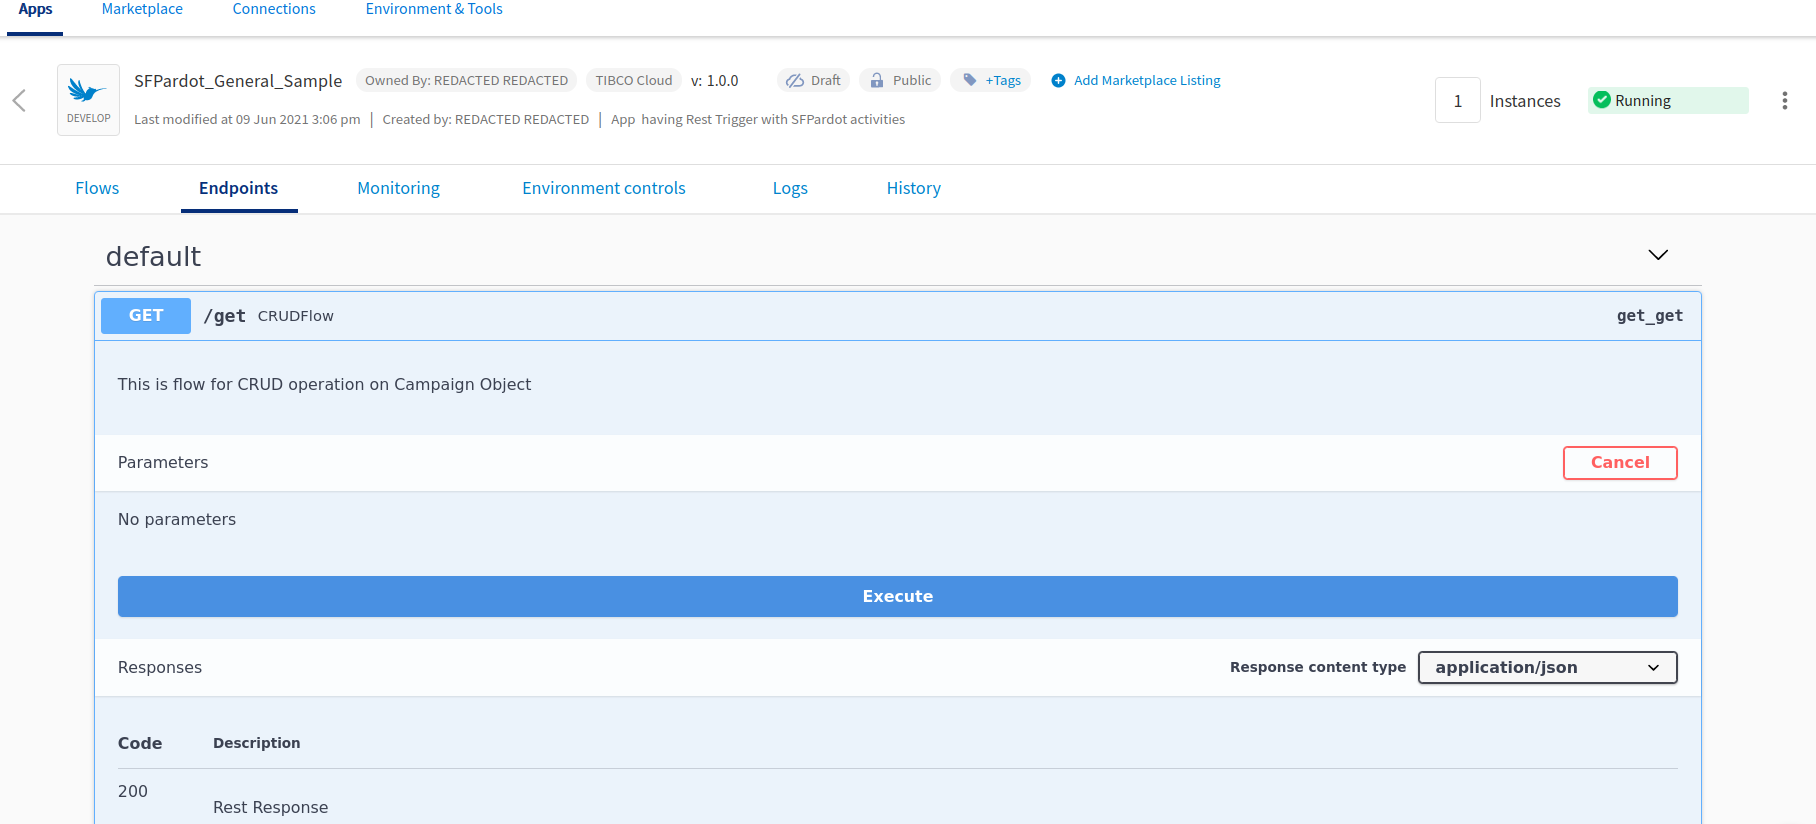 Apps Marketplace Connections Environment & Tools
SFPardot_General_Sample Owned By: REDACTED REDACTED TIBCO Cloud v: 1.0.0 Draft Public +Tags Add Marketplace Listing
DEVELOP
Last modified at 09 Jun 2021 3:06 pm | Created by: REDACTED REDACTED | App having Rest Trigger with SFPardot activities
1 Instances Running
Flows Endpoints Monitoring Environment controls Logs History
default
GET /get CRUDFlow get_get
This is flow for CRUD operation on Campaign Object
Parameters Cancel
No parameters
Execute
Responses Response content type application/json
Code Description
200
Rest Response